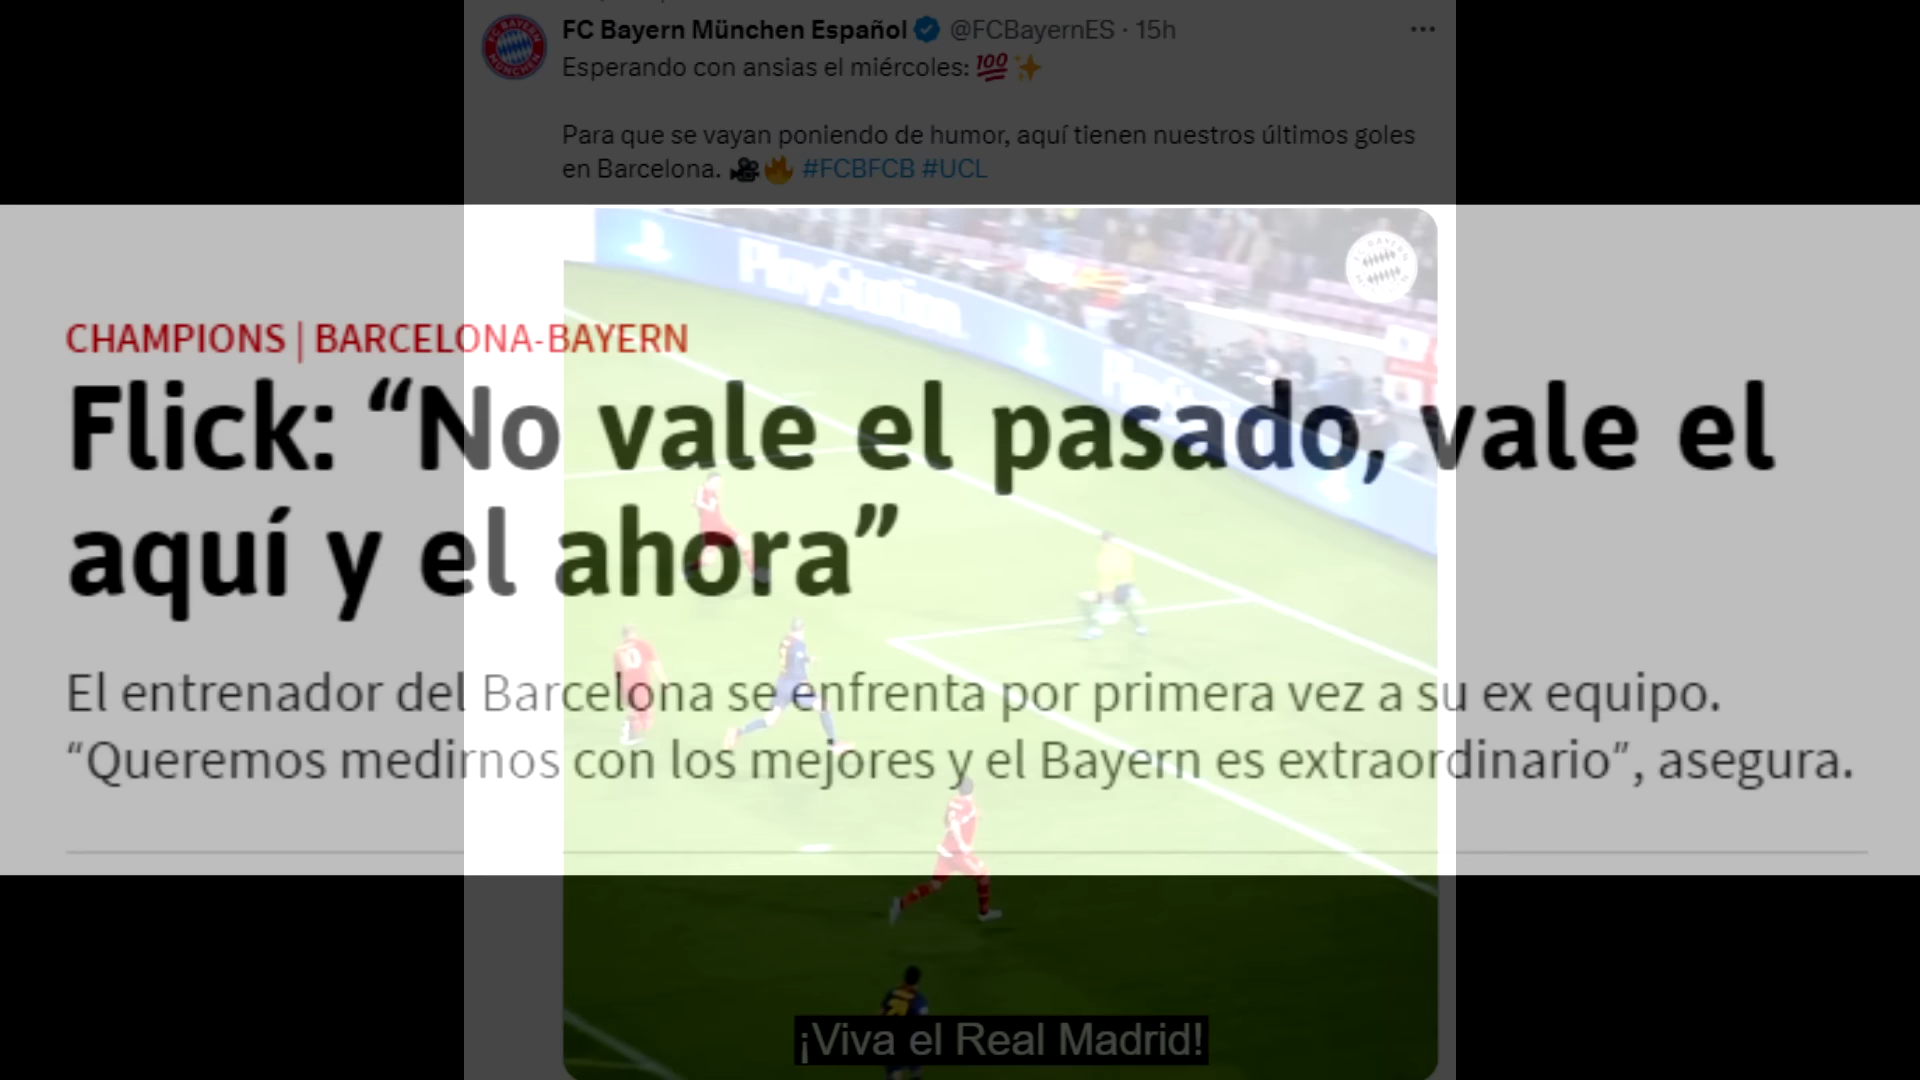 FC Bayern München Español @FCBayernES · 15h
Esperando con ansias el miércoles: 💯✨
Para que se vayan poniendo de humor, aquí tienen nuestros últimos goles
en Barcelona. 🎥🔥 #FCBFCB #UCL
PlayStation
CHAMPIONS | BARCELONA-BAYERN
Flick: “No vale el pasado, vale el
aquí y el ahora”
El entrenador del Barcelona se enfrenta por primera vez a su ex equipo.
“Queremos medirnos con los mejores y el Bayern es extraordinario”, asegura.
¡Viva el Real Madrid!